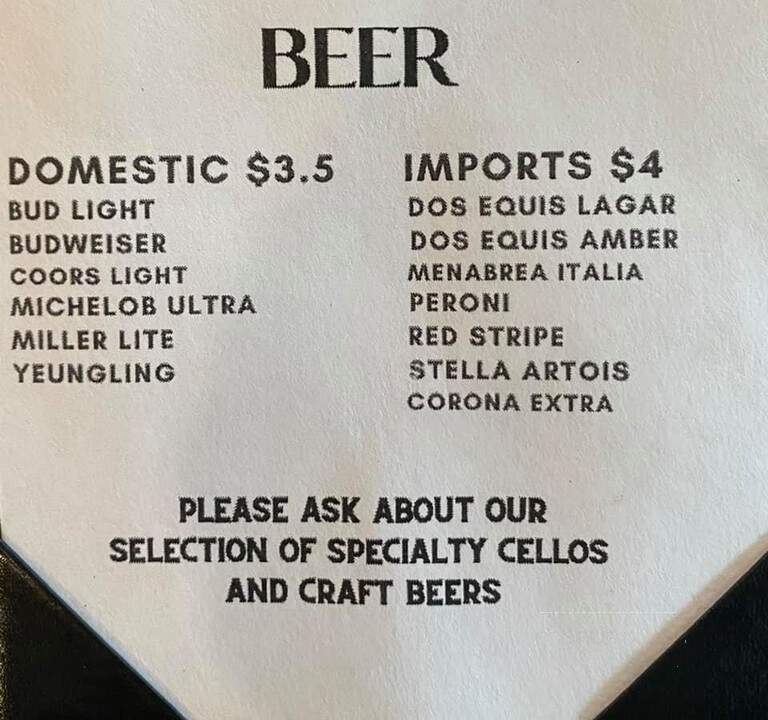 BEER
DOMESTIC $3.5
BUD LIGHT
BUDWEISER
COORS LIGHT
MICHELOB ULTRA
MILLER LITE
YEUNGLING
IMPORTS $4
DOS EQUIS LAGAR
DOS EQUIS AMBER
MENABREA ITALIA
PERONI
RED STRIPE
STELLA ARTOIS
CORONA EXTRA
PLEASE ASK ABOUT OUR
SELECTION OF SPECIALTY CELLOS
AND CRAFT BEERS